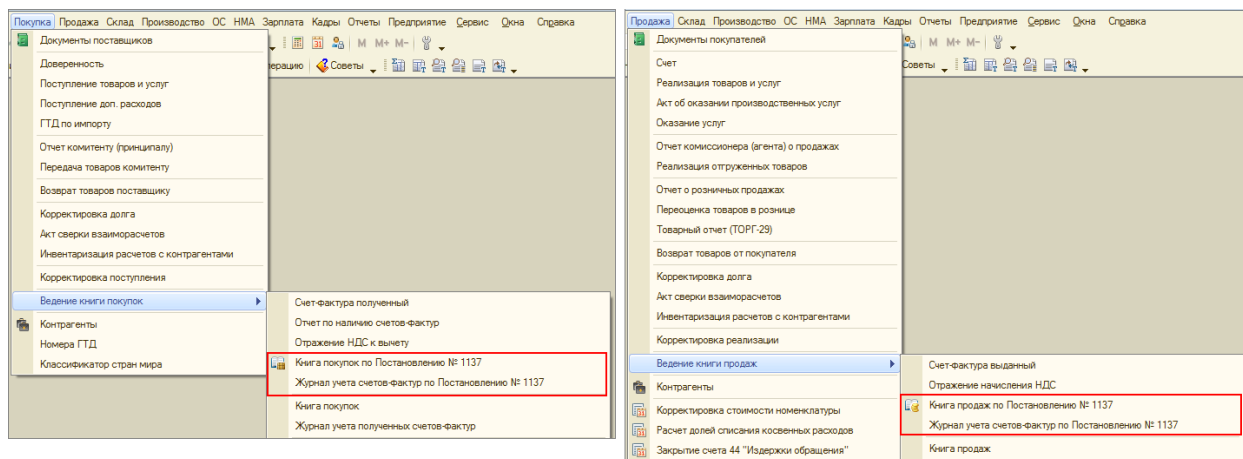 Покупка Продажа Склад Производство ОС НМА Зарплата Кадры Отчеты Предприятие Сервис Окна Справка
Документы поставщиков
M M+ M-
Доверенность
Советы
Поступление товаров и услуг
Поступление доп. расходов
ГТД по импорту
Отчет комитенту (принципалу)
Передача товаров комитенту
Возврат товаров поставщику
Корректировка долга
Акт сверки взаиморасчетов
Инвентаризация расчетов с контрагентами
Корректировка поступления
Ведение книги покупок
Контрагенты
Номера ГТД
Классификатор стран мира
Счет-фактура полученный
Отчет по наличию счетов-фактур
Отражение НДС к вычету
Книга покупок по Постановлению № 1137
Журнал учета счетов-фактур по Постановлению № 1137
Книга покупок
Журнал учета полученных счетов-фактур
Продажа Склад Производство ОС НМА Зарплата Кадры Отчеты Предприятие Сервис Окна Справка
Документы покупателей
M M+ M-
Счет
Советы
Реализация товаров и услуг
Акт об оказании производственных услуг
Оказание услуг
Отчет комиссионера (агента) о продажах
Реализация отгруженных товаров
Отчет о розничных продажах
Переоценка товаров в рознице
Товарный отчет (ТОРГ-29)
Возврат товаров от покупателя
Корректировка долга
Акт сверки взаиморасчетов
Инвентаризация расчетов с контрагентами
Корректировка реализации
Ведение книги продаж
Контрагенты
Корректировка стоимости номенклатуры
Расчет долей списания косвенных расходов
Закрытие счета 44 "Издержки обращения"
Счет-фактура выданный
Отражение начисления НДС
Книга продаж по Постановлению № 1137
Журнал учета счетов-фактур по Постановлению № 1137
Книга продаж